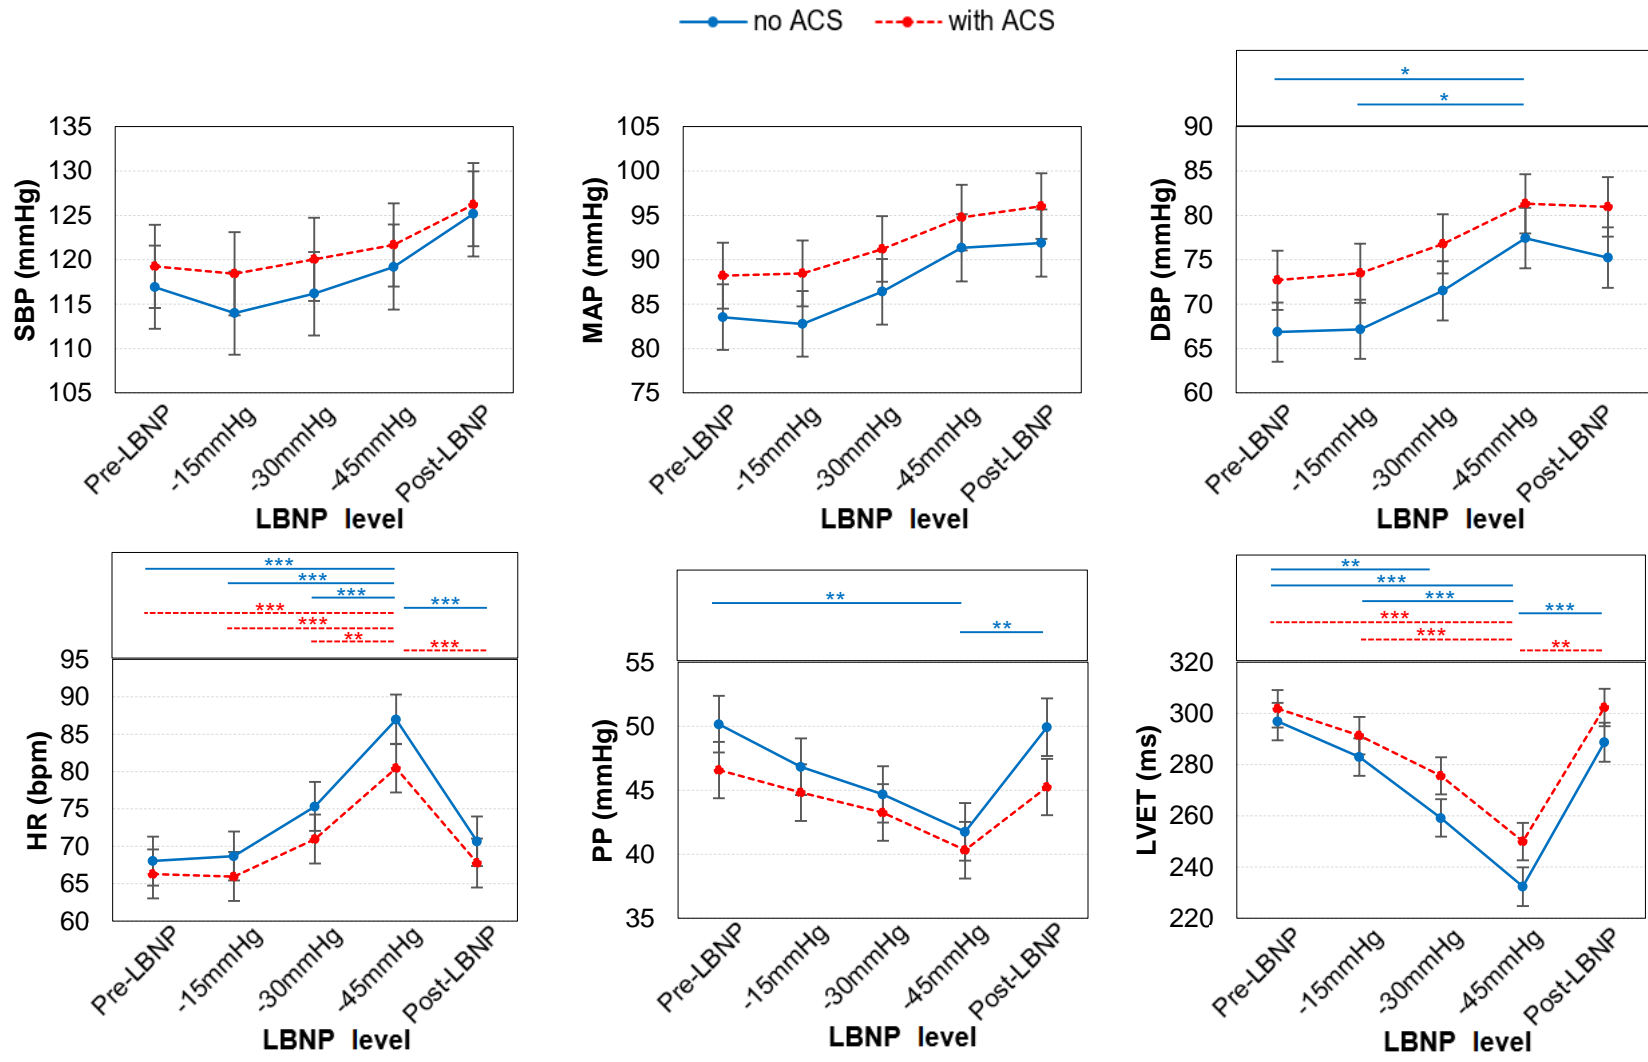 no ACS with ACS
* 
*
SBP (mmHg)
135
130
125
120
115
110
105
Pre-LBNP
-15mmHg
-30mmHg
-45mmHg
Post-LBNP
LBNP level
MAP (mmHg)
105
100
95
90
85
80
75
Pre-LBNP
-15mmHg
-30mmHg
-45mmHg
Post-LBNP
LBNP level
DBP (mmHg)
90
85
80
75
70
65
60
Pre-LBNP
-15mmHg
-30mmHg
-45mmHg
Post-LBNP
LBNP level
***
***
***
***
***
***
**
***
HR (bpm)
95
90
85
80
75
70
65
60
Pre-LBNP
-15mmHg
-30mmHg
-45mmHg
Post-LBNP
LBNP level
**
**
PP (mmHg)
55
50
45
40
35
Pre-LBNP
-15mmHg
-30mmHg
-45mmHg
Post-LBNP
LBNP level
**
***
***
***
***
***
**
LVET (ms)
320
300
280
260
240
220
Pre-LBNP
-15mmHg
-30mmHg
-45mmHg
Post-LBNP
LBNP level